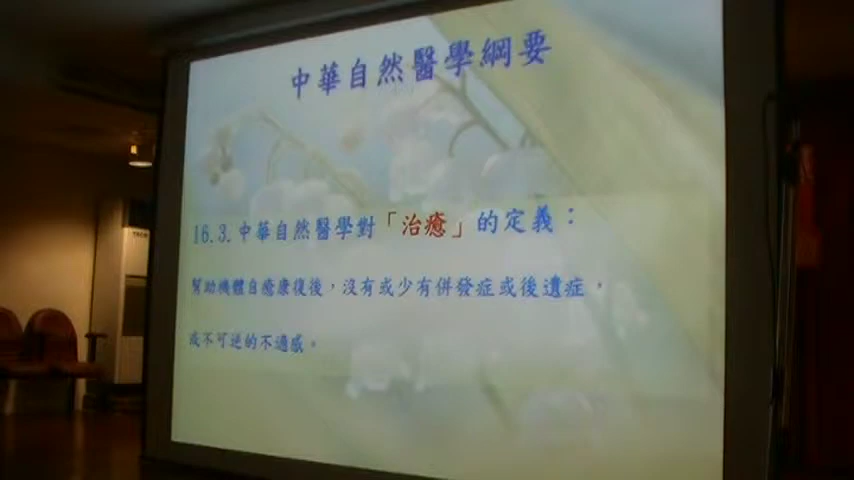 中華自然醫學綱要
16.3.中華自然醫學對「治癒」的定義：
幫助機體自癒康復後，沒有或少有併發症或後遺症，
或不可逆的不適感。